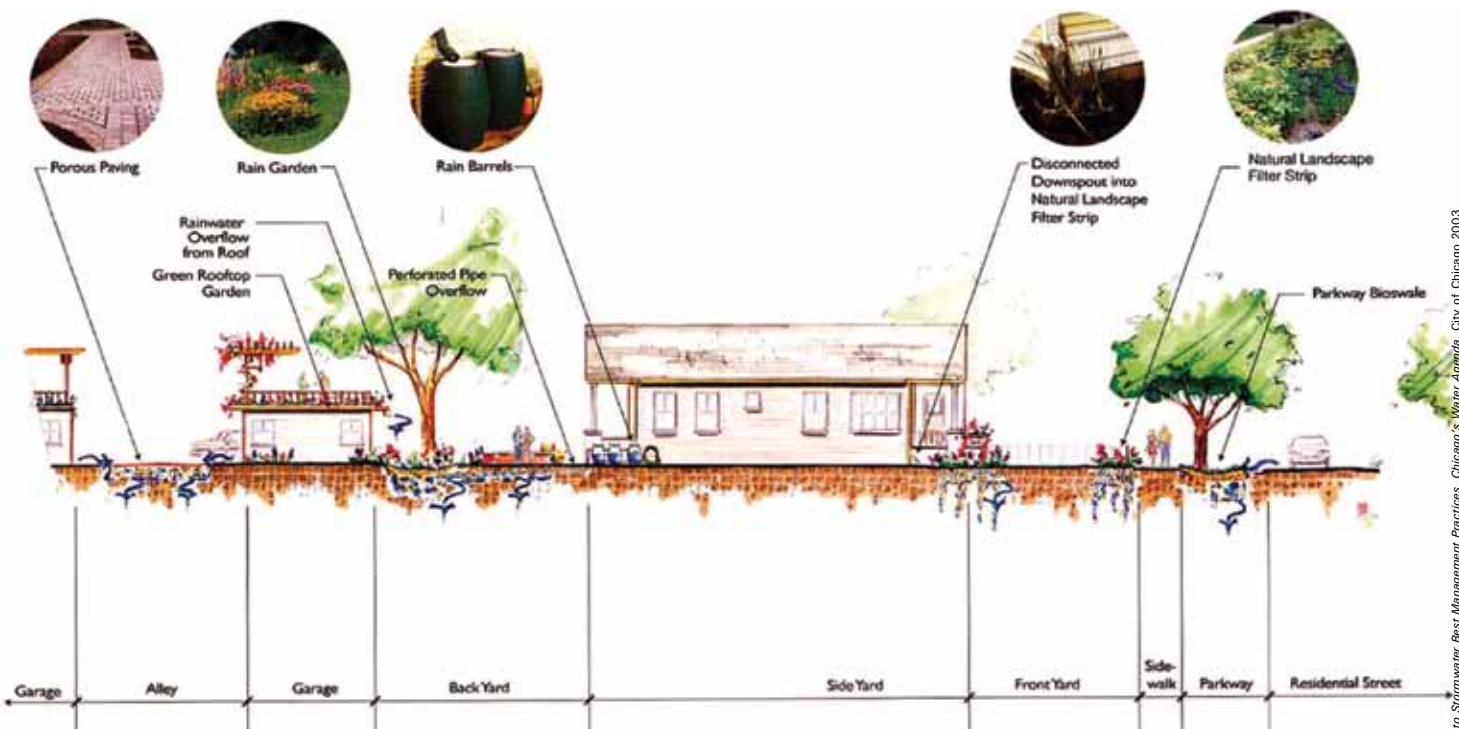 Porous Paving
Rain Garden
Rain Barrels
Disconnected
Downspout into
Natural Landscape
Filter Strip
Natural Landscape
Filter Strip
Rainwater
Overflow
from Roof
Green Rooftop
Garden
Perforated Pipe
Overflow
Parkway Bioswale
Garage
Alley
Garage
Back Yard
Side Yard
Front Yard
Side-
walk
Parkway
Residential Street
to Stormwater Best Management Practices, Chicago's Water Agenda, City of Chicago 2003